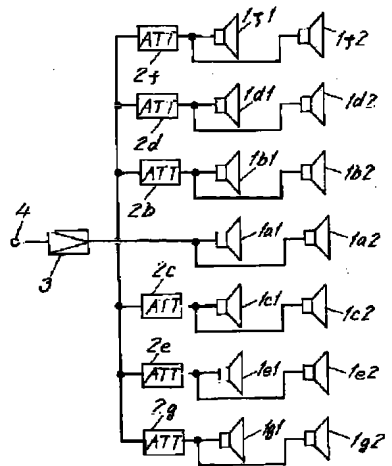 ATT 1f1 1f2
2f
ATT 1d1 1d2
2d
ATT 1b1 1b2
2b
4
3 1a1 1a2
2c
ATT 1c1 1c2
2e
ATT 1e1 1e2
2g
ATT 1g1 1g2